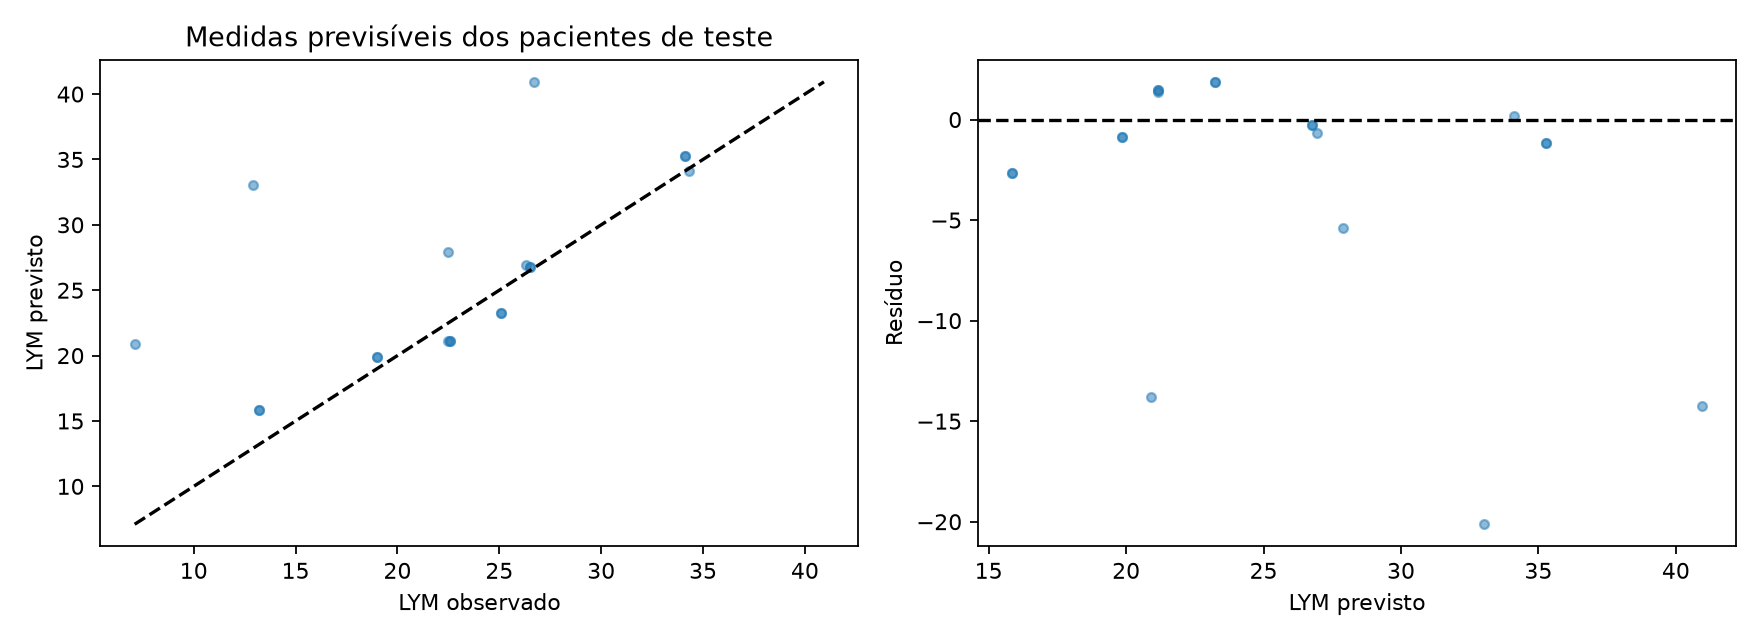 Medidas previsíveis dos pacientes de teste
LYM previsto
40
35
30
25
20
15
10
10 15 20 25 30 35 40
LYM observado
Resíduo
0
−5
−10
−15
−20
15 20 25 30 35 40
LYM previsto